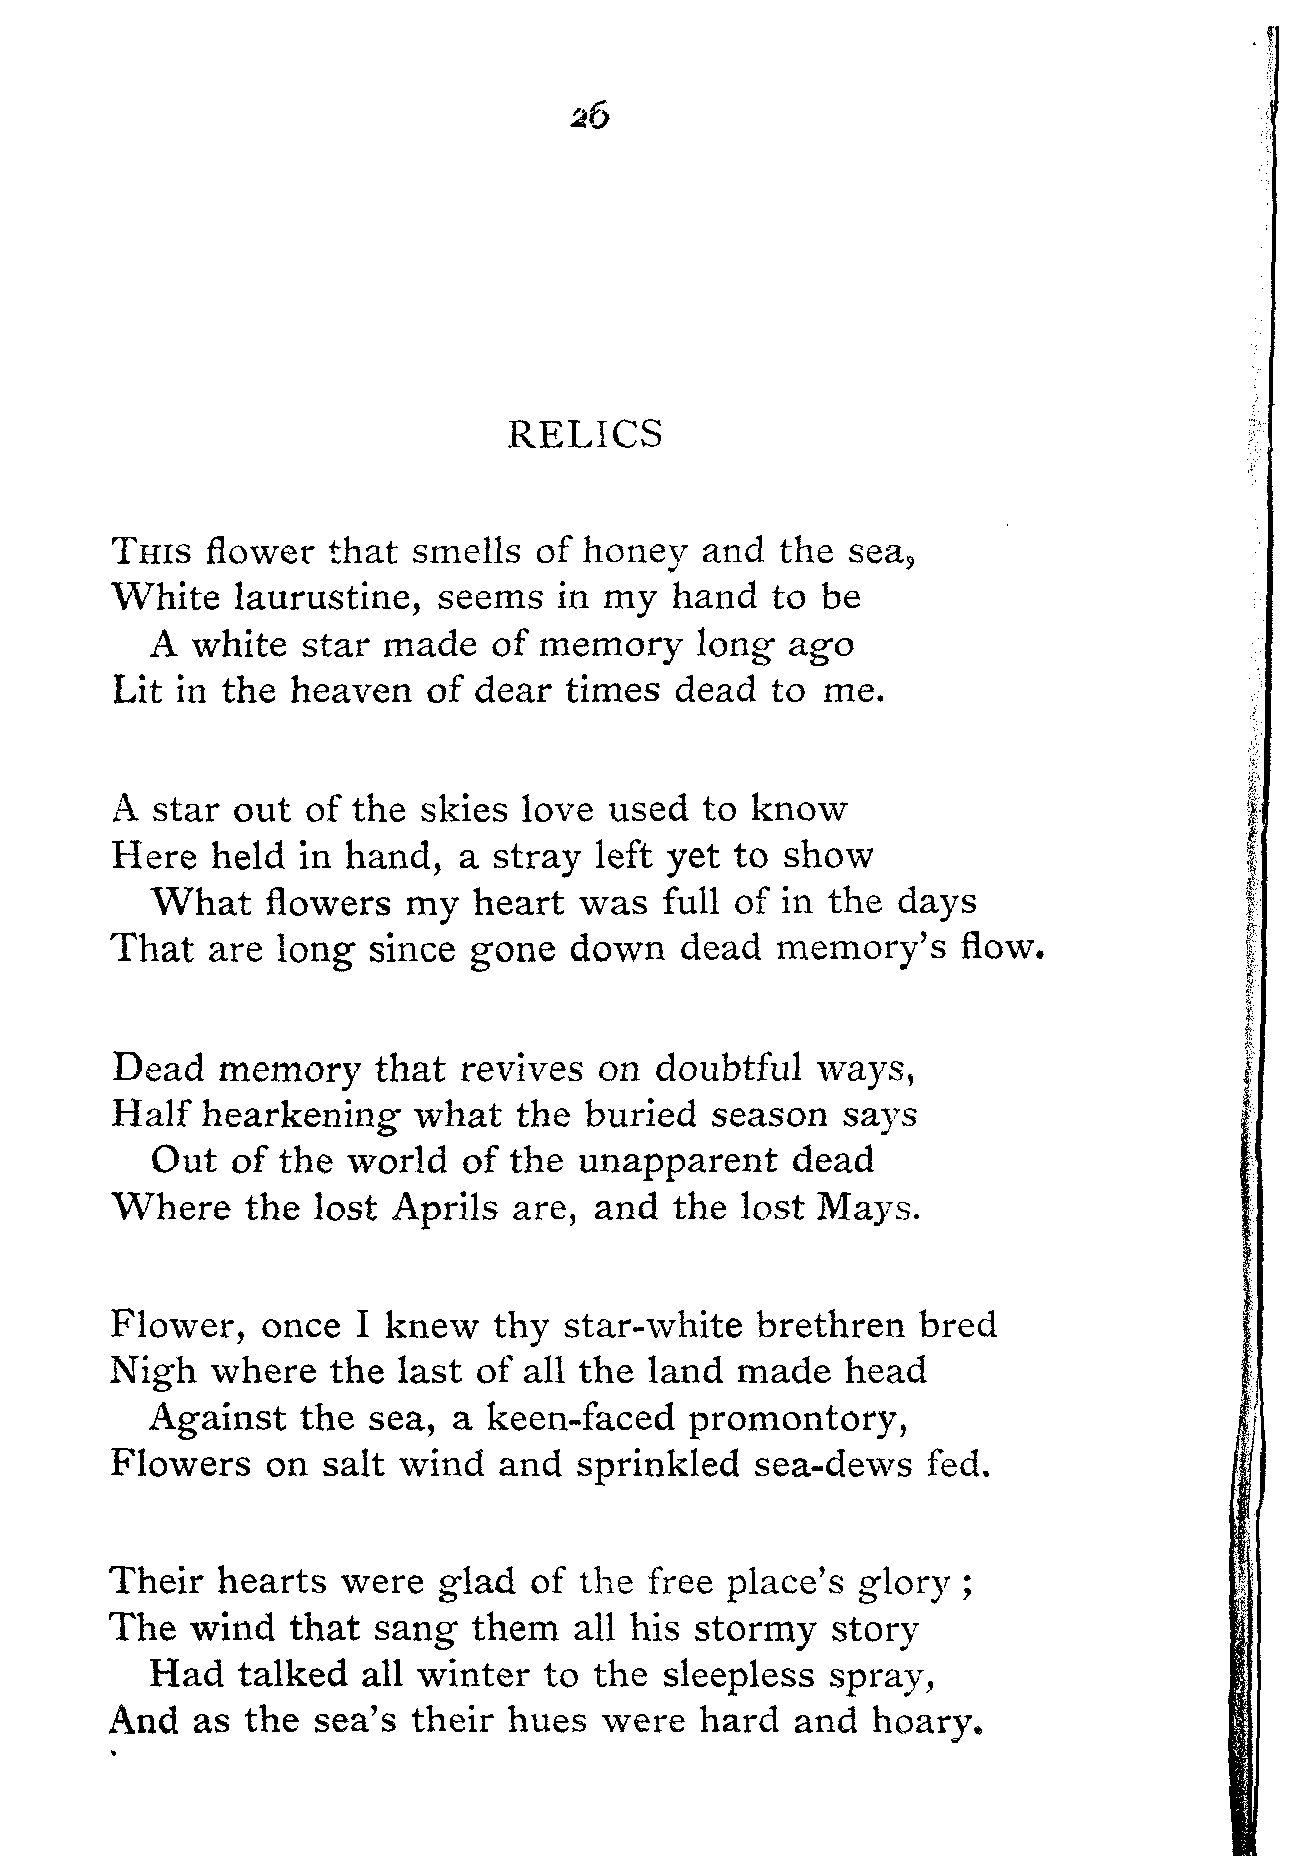 26
RELICS
THIS flower that smells of honey and the sea,
White laurustine, seems in my hand to be
A white star made of memory long ago
Lit in the heaven of dear times dead to me.
A star out of the skies love used to know
Here held in hand, a stray left yet to show
What flowers my heart was full of in the days
That are long since gone down dead memory's flow.
Dead memory that revives on doubtful ways,
Half hearkening what the buried season says
Out of the world of the unapparent dead
Where the lost Aprils are, and the lost Mays.
Flower, once I knew thy star-white brethren bred
Nigh where the last of all the land made head
Against the sea, a keen-faced promontory,
Flowers on salt wind and sprinkled sea-dews fed.
Their hearts were glad of the free place's glory ;
The wind that sang them all his stormy story
Had talked all winter to the sleepless spray,
And as the sea's their hues were hard and hoary.